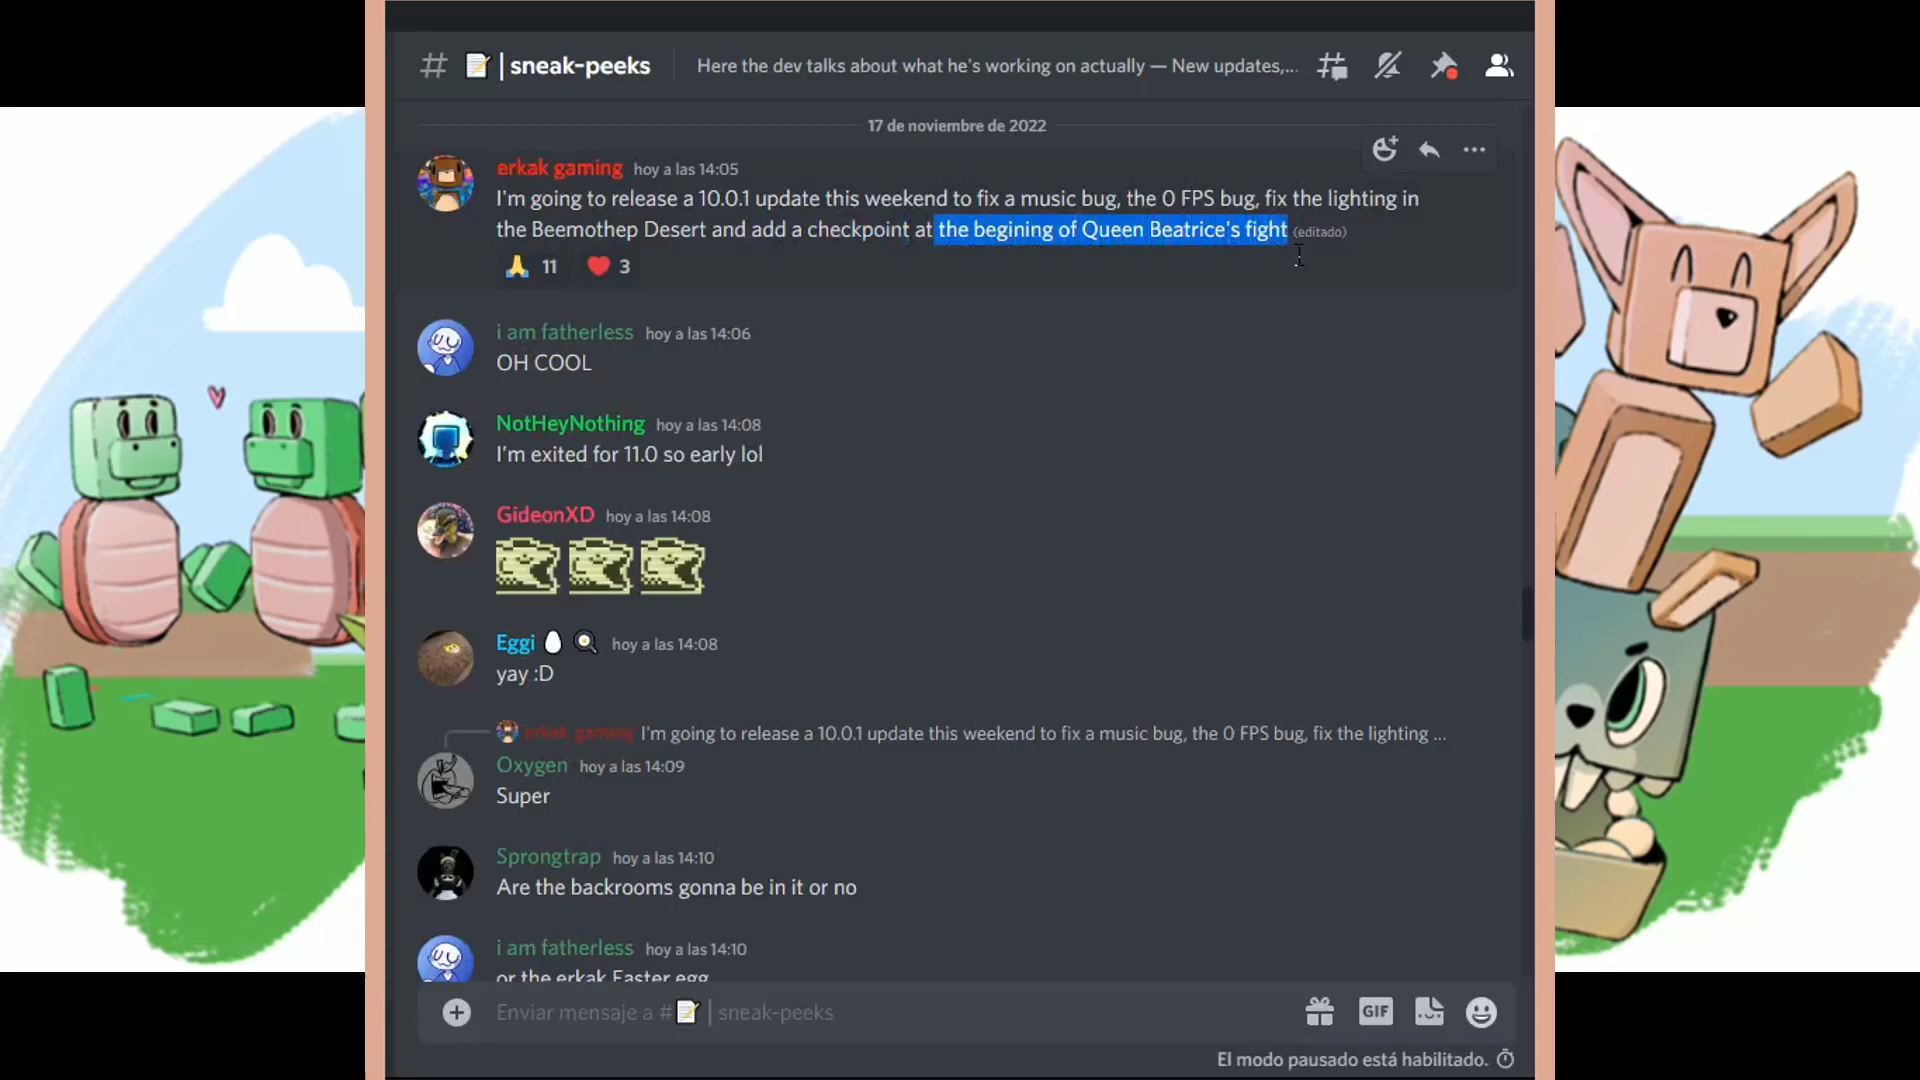 | sneak-peeks
Here the dev talks about what he's working on actually — New updates,...
17 de noviembre de 2022
erkak gaming hoy a las 14:05
I'm going to release a 10.0.1 update this weekend to fix a music bug, the 0 FPS bug, fix the lighting in
the Beemothep Desert and add a checkpoint at the begining of Queen Beatrice's fight (editado)
11 3
i am fatherless hoy a las 14:06
OH COOL
NotHeyNothing hoy a las 14:08
I'm exited for 11.0 so early lol
GideonXD hoy a las 14:08
Eggi hoy a las 14:08
yay :D
erkak gaming I'm going to release a 10.0.1 update this weekend to fix a music bug, the 0 FPS bug, fix the lighting ...
Oxygen hoy a las 14:09
Super
Sprongtrap hoy a las 14:10
Are the backrooms gonna be in it or no
i am fatherless hoy a las 14:10
or the erkak Easter egg
Enviar mensaje a # | sneak-peeks
GIF
El modo pausado está habilitado.